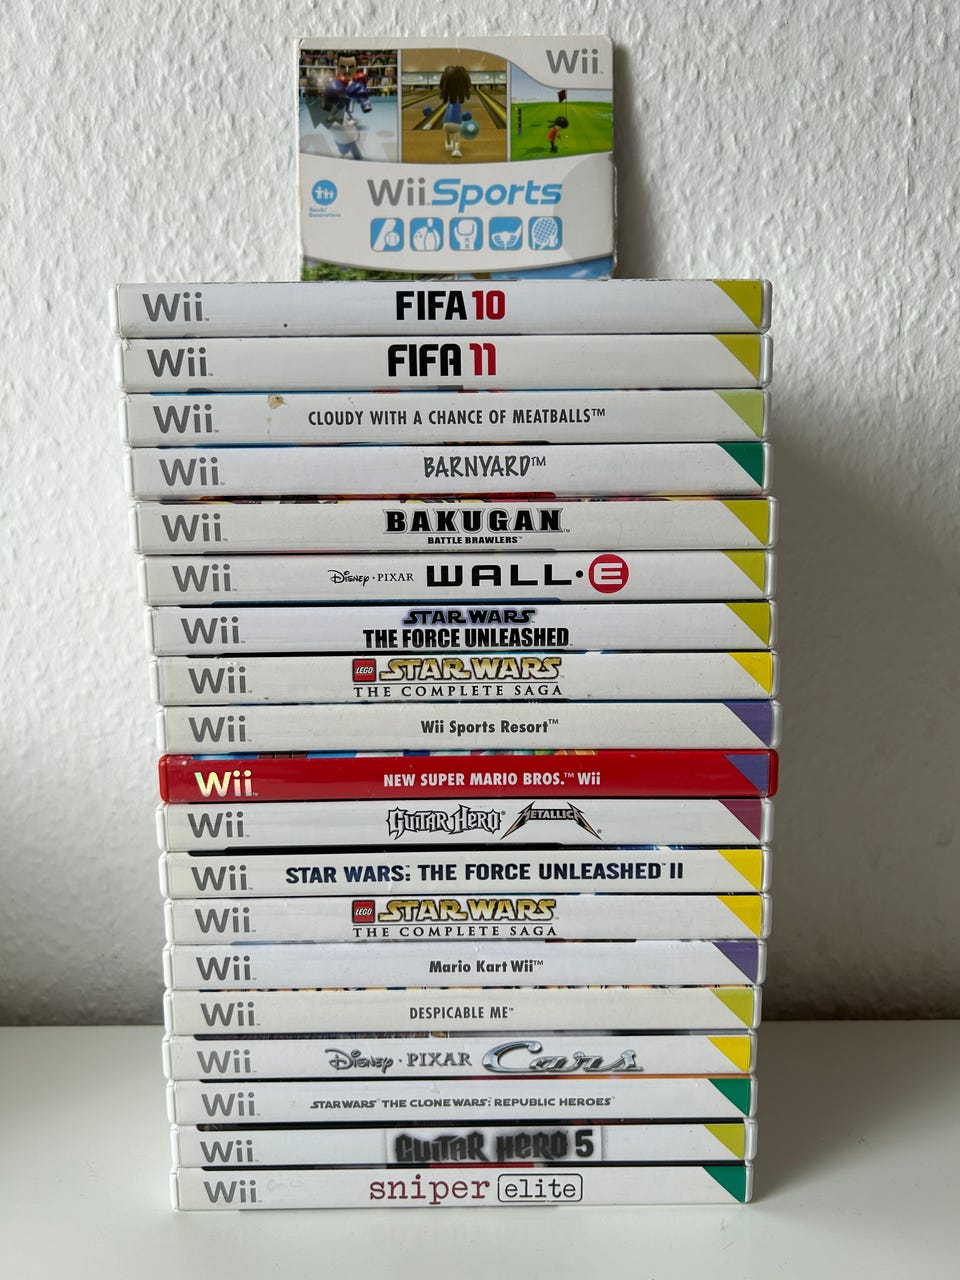 Wii
Wii Sports
Wii FIFA 10
Wii FIFA 11
Wii CLOUDY WITH A CHANCE OF MEATBALLS™
Wii BARNYARD™
Wii BAKUGAN
BATTLE BRAWLERS™
Wii Disney · PIXAR WALL·E
Wii STAR WARS
THE FORCE UNLEASHED
Wii LEGO STAR WARS
THE COMPLETE SAGA
Wii Wii Sports Resort™
Wii NEW SUPER MARIO BROS.™ Wii
Wii Guitar Hero® METALLICA
Wii STAR WARS: THE FORCE UNLEASHED™ II
Wii LEGO STAR WARS
THE COMPLETE SAGA
Wii Mario Kart Wii™
Wii DESPICABLE ME™
Wii Disney · PIXAR Cars
Wii STAR WARS™ THE CLONE WARS: REPUBLIC HEROES™
Wii GUITAR HERO 5
Wii sniper elite